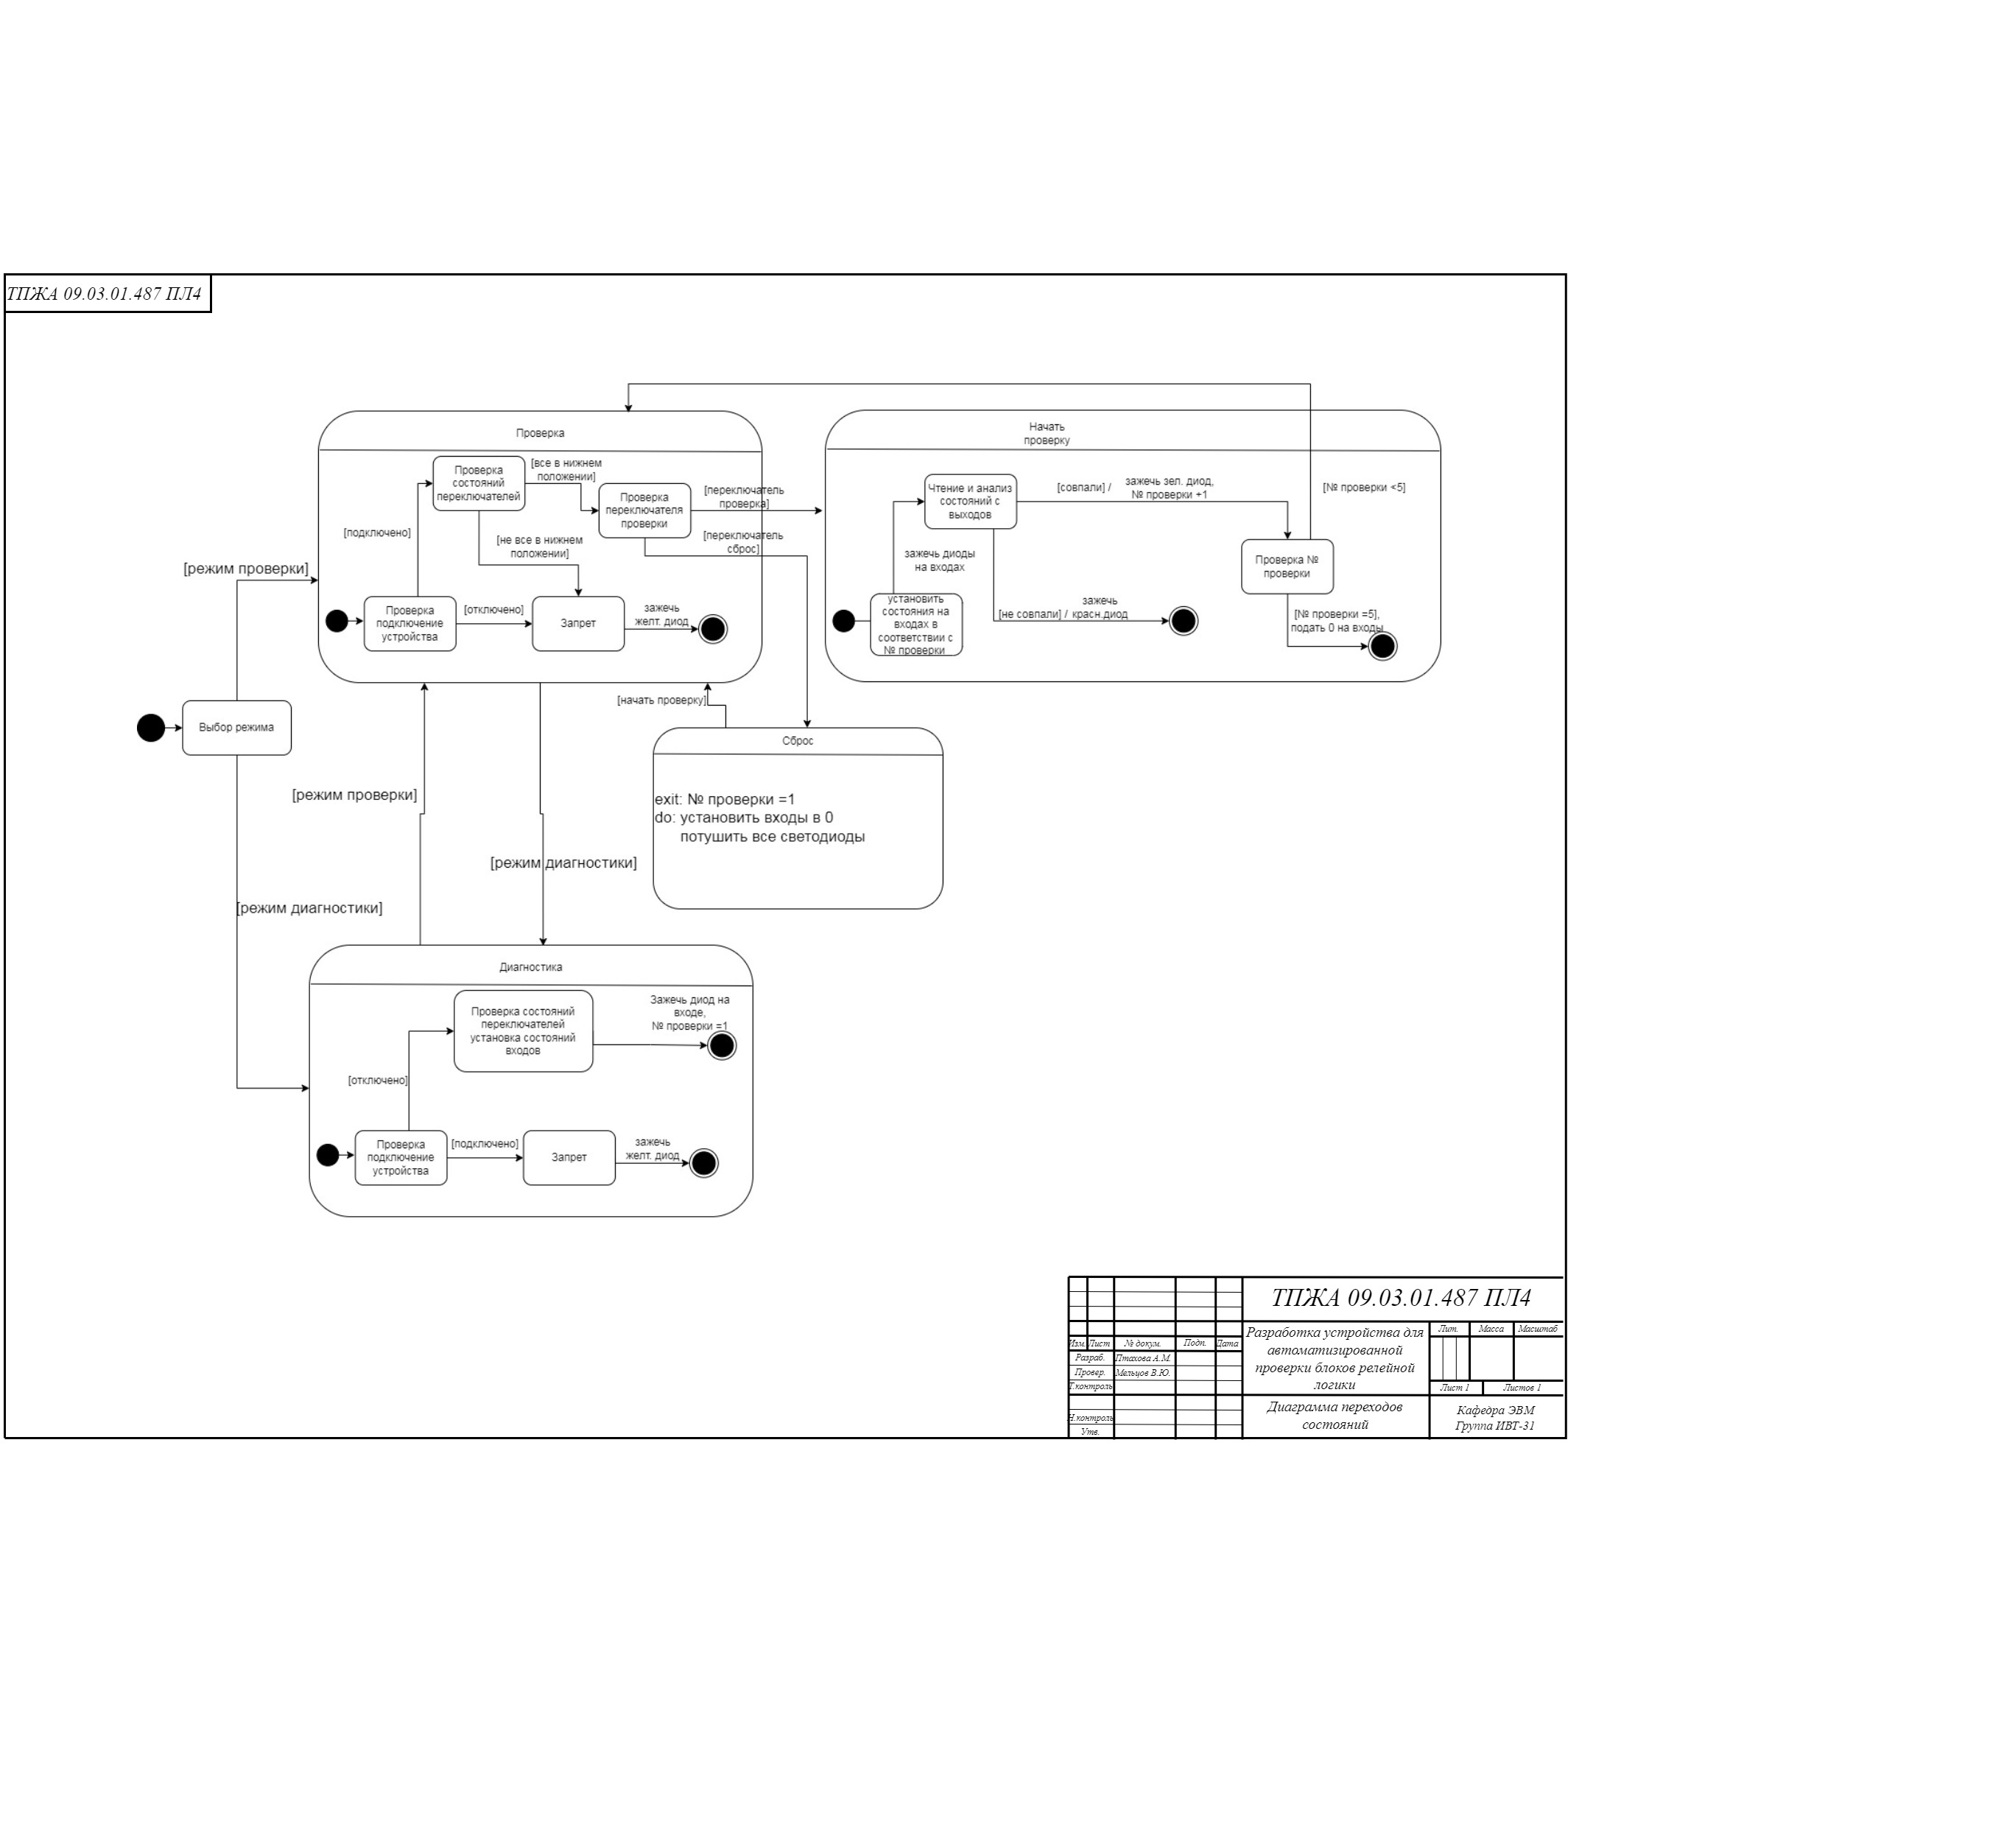 ТПЖА 09.03.01.487 ПЛ4
Проверка
Проверка
состояний
переключателей
[все в нижнем
положении]
Проверка
переключателя
проверки
[переключатель
проверка]
[переключатель
сброс]
[подключено]
[не все в нижнем
положении]
[режим проверки]
Проверка
подключение
устройства
[отключено]
Запрет
зажечь
желт. диод
Начать
проверку
Чтение и анализ
состояний с
выходов
[совпали] /
зажечь зел. диод,
№ проверки +1
[№ проверки <5]
зажечь диоды
на входах
Проверка №
проверки
установить
состояния на
входах в
соответствии с
№ проверки
зажечь
[не совпали] / красн.диод
[№ проверки =5],
подать 0 на входы
Выбор режима
[начать проверку]
Сброс
exit: № проверки =1
do: установить входы в 0
потушить все светодиоды
[режим проверки]
[режим диагностики]
[режим диагностики]
Диагностика
Проверка состояний
переключателей
установка состояний
входов
Зажечь диод на
входе,
№ проверки =1
[отключено]
Проверка
подключение
устройства
[подключено]
Запрет
зажечь
желт. диод
ТПЖА 09.03.01.487 ПЛ4
Изм. Лист № докум. Подп. Дата
Разраб. Птахова А.М.
Провер. Мельцов В.Ю.
Т.контроль
Н.контроль
Утв.
Разработка устройства для
автоматизированной
проверки блоков релейной
логики
Лит. Масса Масштаб
Лист 1 Листов 1
Диаграмма переходов
состояний
Кафедра ЭВМ
Группа ИВТ-31